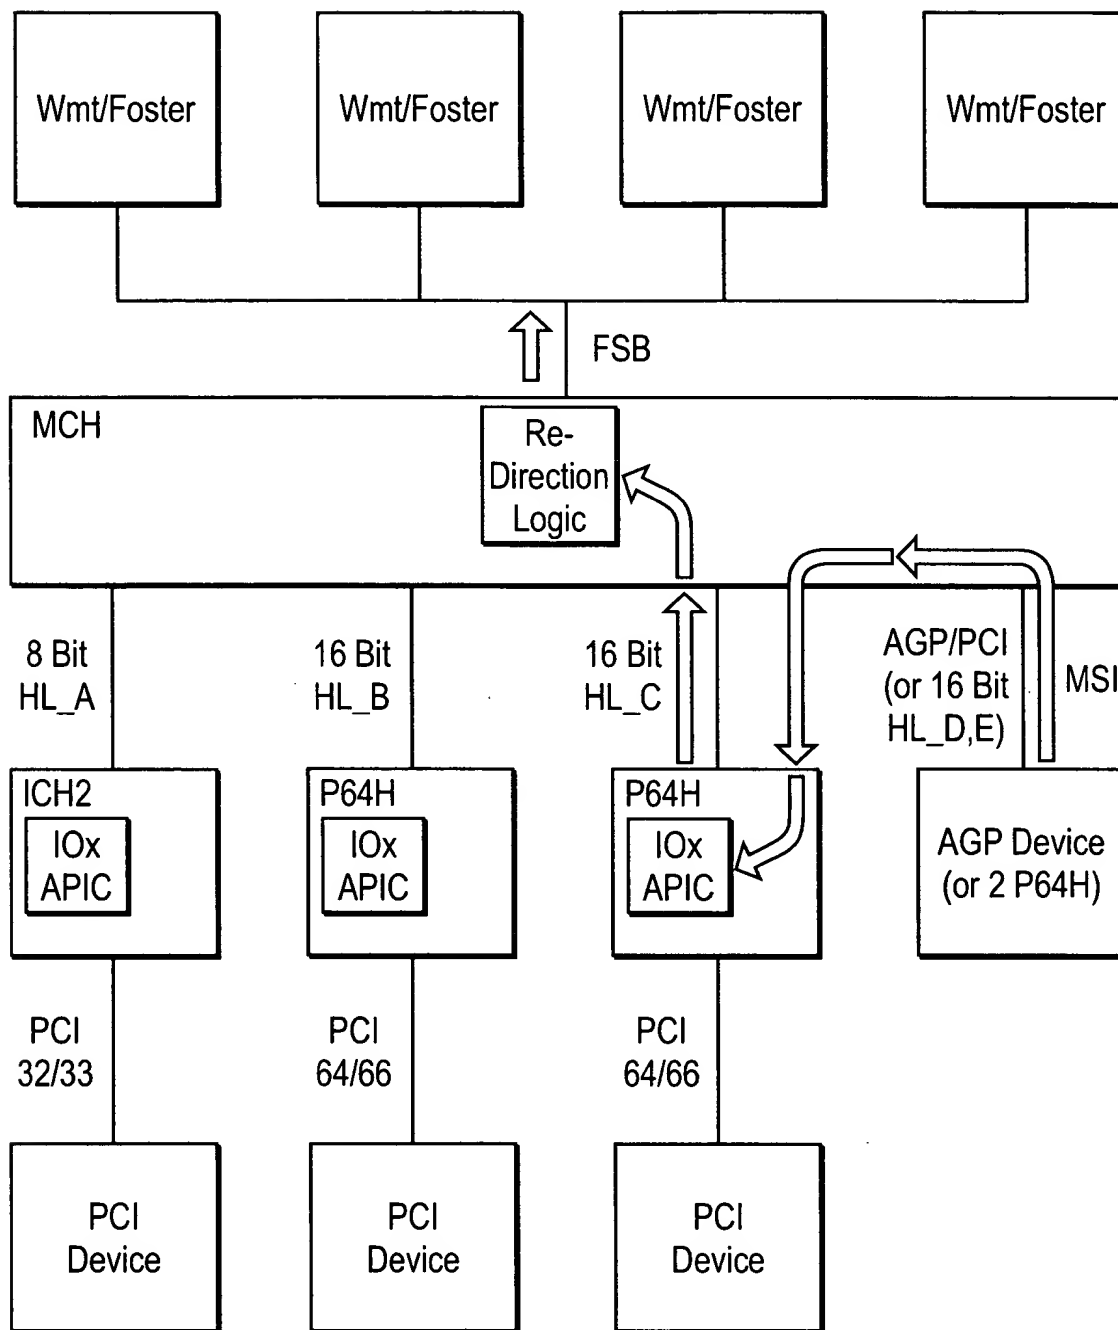 Wmt/Foster
Wmt/Foster
Wmt/Foster
Wmt/Foster
FSB
MCH
Re-
Direction
Logic
8 Bit
HL_A
16 Bit
HL_B
16 Bit
HL_C
AGP/PCI
(or 16 Bit
HL_D,E)
MSI
ICH2
IOx
APIC
P64H
IOx
APIC
P64H
IOx
APIC
AGP Device
(or 2 P64H)
PCI
32/33
PCI
64/66
PCI
64/66
PCI
Device
PCI
Device
PCI
Device